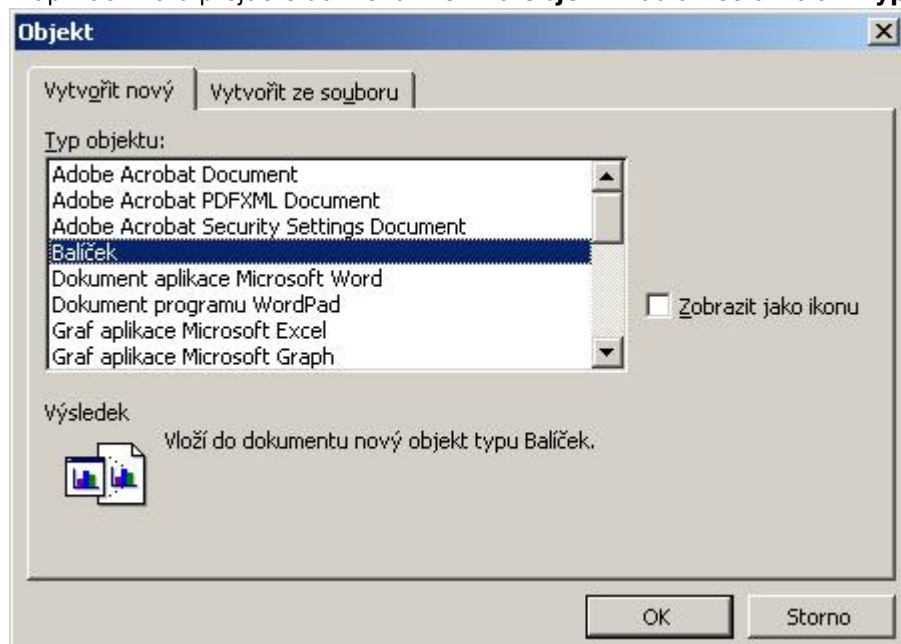 Objekt
Vytvořit nový
Vytvořit ze souboru
Typ objektu:
Adobe Acrobat Document
Adobe Acrobat PDFXML Document
Adobe Acrobat Security Settings Document
Balíček
Dokument aplikace Microsoft Word
Dokument programu WordPad
Graf aplikace Microsoft Excel
Graf aplikace Microsoft Graph
Zobrazit jako ikonu
Výsledek
Vloží do dokumentu nový objekt typu Balíček.
OK
Storno